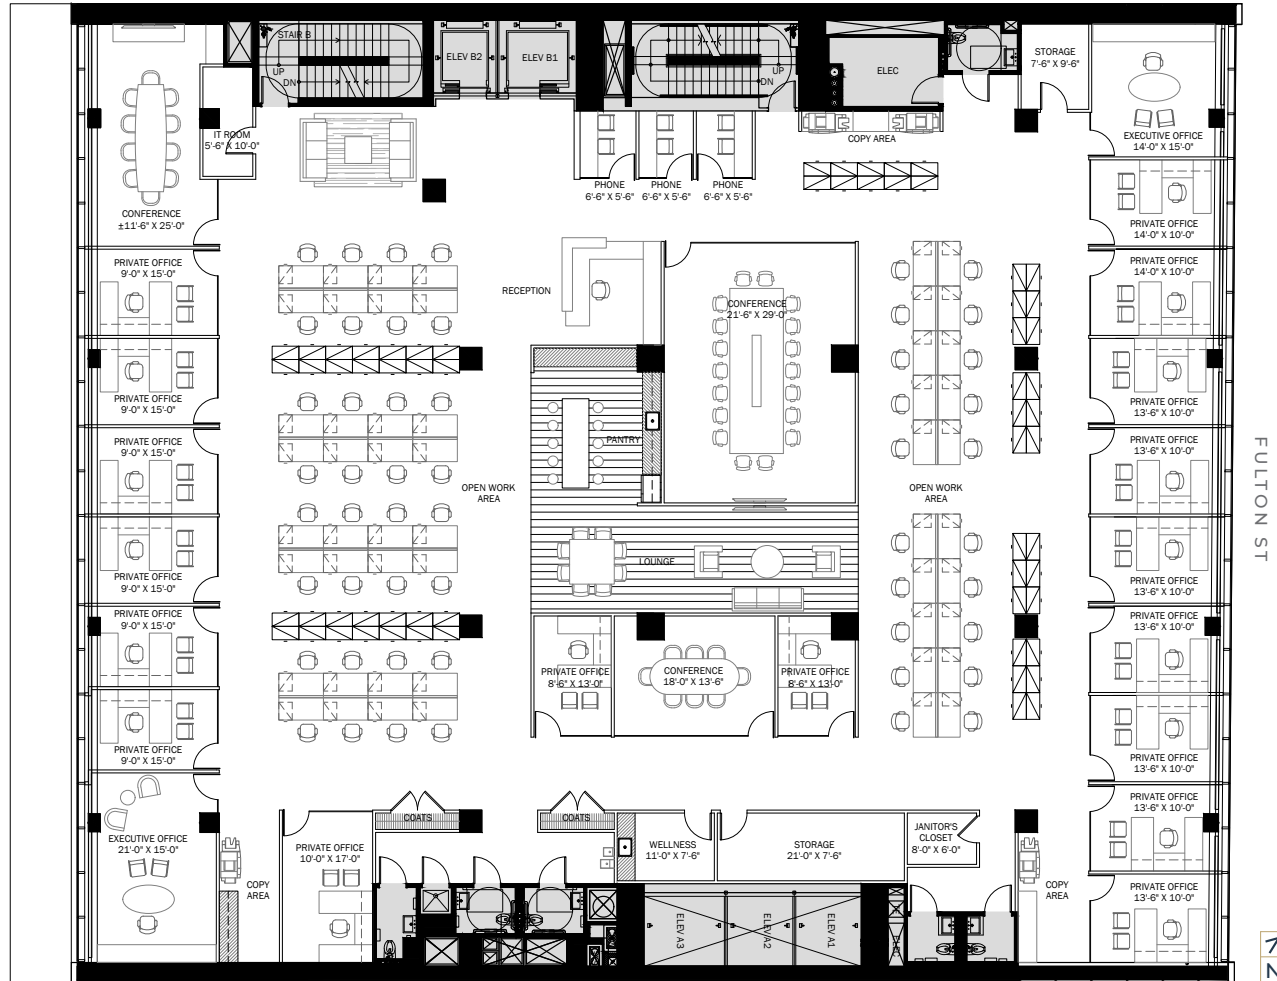 STAIR B
UP
DN
ELEV B2
ELEV B1
UP
DN
ELEC
STORAGE
7'-6" X 9'-6"
IT ROOM
5'-6" X 10'-0"
COPY AREA
EXECUTIVE OFFICE
14'-0" X 15'-0"
PHONE
6'-6" X 5'-6"
PHONE
6'-6" X 5'-6"
PHONE
6'-6" X 5'-6"
CONFERENCE
±11'-6" X 25'-0"
PRIVATE OFFICE
14'-0" X 10'-0"
PRIVATE OFFICE
9'-0" X 15'-0"
RECEPTION
CONFERENCE
21'-6" X 29'-0"
PRIVATE OFFICE
14'-0" X 10'-0"
PRIVATE OFFICE
9'-0" X 15'-0"
PRIVATE OFFICE
13'-6" X 10'-0"
PRIVATE OFFICE
9'-0" X 15'-0"
PANTRY
PRIVATE OFFICE
13'-6" X 10'-0"
FULTON ST
OPEN WORK
AREA
OPEN WORK
AREA
PRIVATE OFFICE
9'-0" X 15'-0"
LOUNGE
PRIVATE OFFICE
13'-6" X 10'-0"
PRIVATE OFFICE
9'-0" X 15'-0"
PRIVATE OFFICE
13'-6" X 10'-0"
PRIVATE OFFICE
8'-6" X 13'-0"
CONFERENCE
18'-0" X 13'-6"
PRIVATE OFFICE
8'-6" X 13'-0"
PRIVATE OFFICE
9'-0" X 15'-0"
PRIVATE OFFICE
13'-6" X 10'-0"
PRIVATE OFFICE
13'-6" X 10'-0"
COATS
COATS
EXECUTIVE OFFICE
21'-0" X 15'-0"
PRIVATE OFFICE
10'-0" X 17'-0"
WELLNESS
11'-0" X 7'-6"
STORAGE
21'-0" X 7'-6"
JANITOR'S
CLOSET
8'-0" X 6'-0"
COPY
AREA
COPY
AREA
PRIVATE OFFICE
13'-6" X 10'-0"
ELEV A3
ELEV A2
ELEV A1
ELEC
N